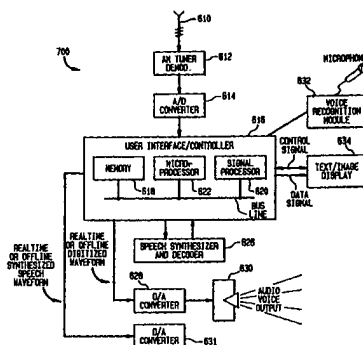 610
700
AM TUNER
DEMOD.
612
A/D
CONVERTER
614
MICROPHONE
632
VOICE
RECOGNITION
MODULE
616
USER INTERFACE/CONTROLLER
MEMORY
MICRO-
PROCESSOR
SIGNAL
PROCESSOR
618
622
620
BUS
LINE
CONTROL
SIGNAL
634
TEXT/IMAGE
DISPLAY
DATA
SIGNAL
SPEECH SYNTHESIZER
AND DECODER
626
REALTIME
OR OFFLINE
DIGITIZED
WAVEFORM
REALTIME
OR OFFLINE
SYNTHESIZED
SPEECH
WAVEFORM
628
630
D/A
CONVERTER
AUDIO
VOICE
OUTPUT
D/A
CONVERTER
631